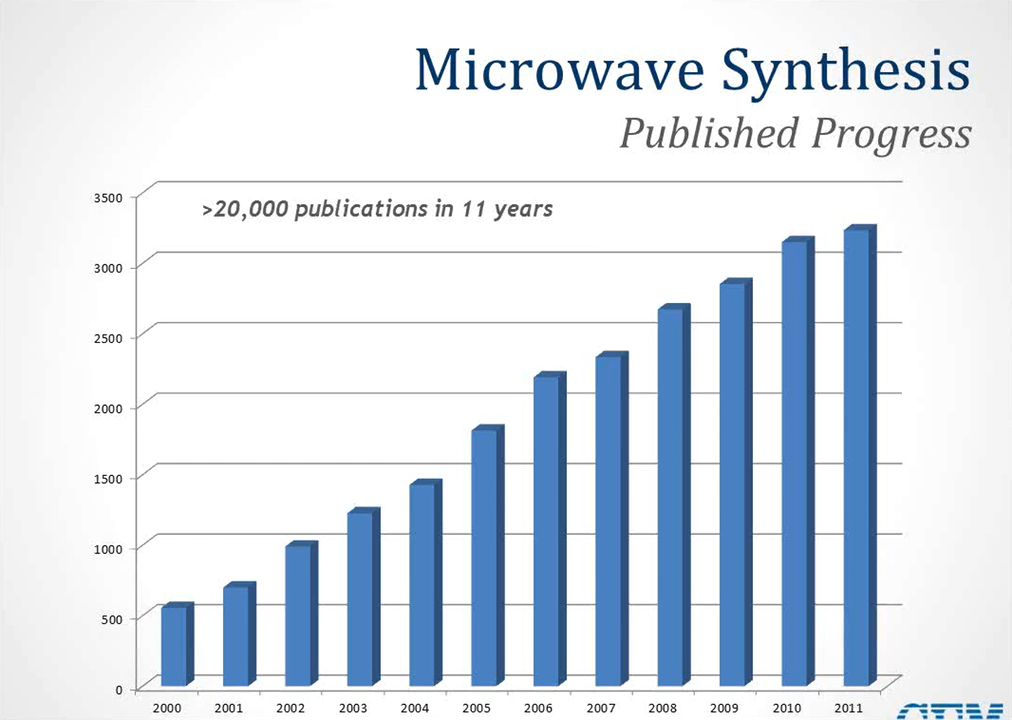 Microwave Synthesis
Published Progress
>20,000 publications in 11 years
3500
3000
2500
2000
1500
1000
500
0
2000 2001 2002 2003 2004 2005 2006 2007 2008 2009 2010 2011